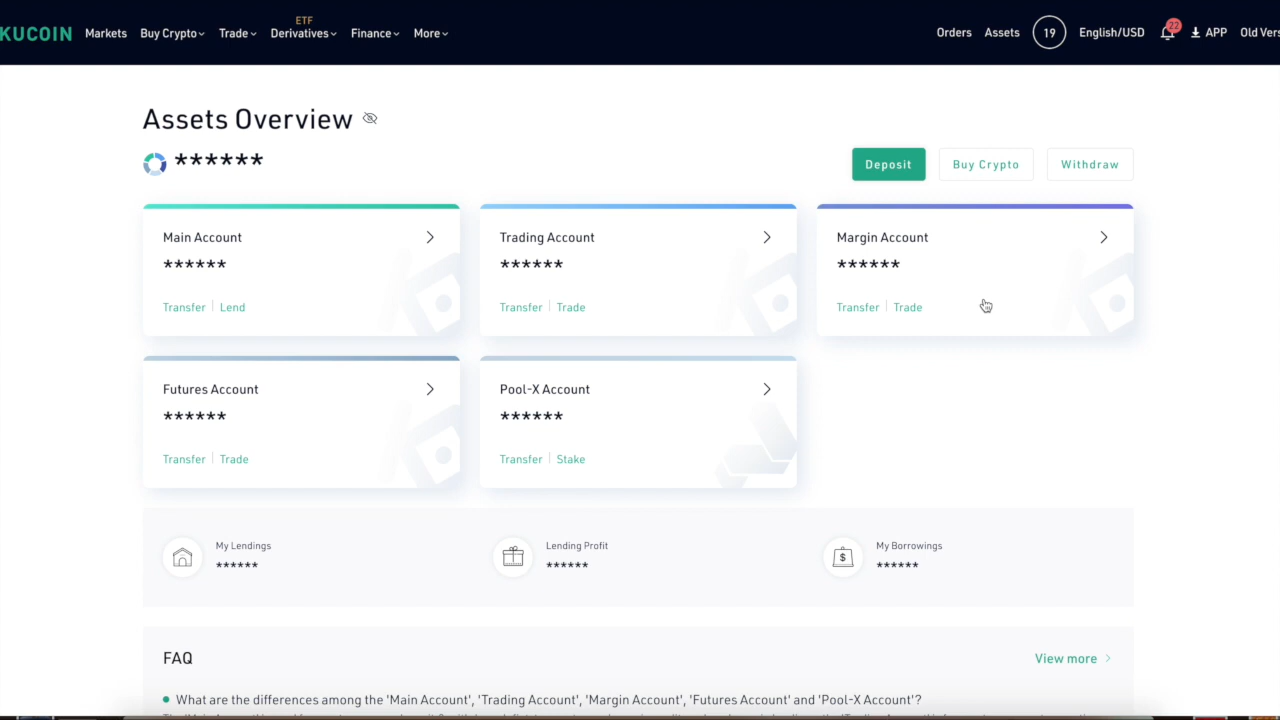 ETF
KUCOIN Markets Buy Crypto Trade Derivatives Finance More Orders Assets 19 English/USD 22 APP Old Vers
Assets Overview
******
Deposit Buy Crypto Withdraw
Main Account Trading Account Margin Account
****** ****** ******
Transfer Lend Transfer Trade Transfer Trade
Futures Account Pool-X Account
****** ******
Transfer Trade Transfer Stake
My Lendings Lending Profit My Borrowings
****** ****** ******
FAQ View more
What are the differences among the 'Main Account', 'Trading Account', 'Margin Account', 'Futures Account' and 'Pool-X Account'?